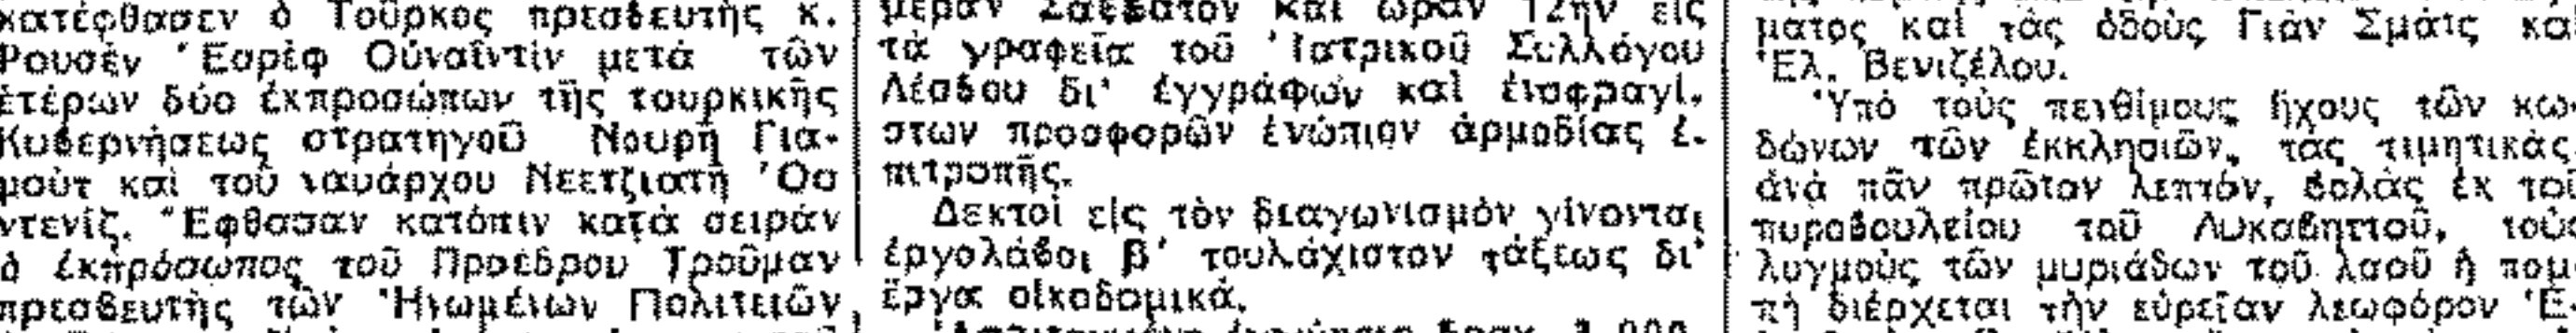 κατέφθασεν ὁ Τοῦρκος πρεσβευτὴς κ.
Ρουσὲν Ἐσρὲφ Οὐναϊντὶν μετὰ τῶν
ἑτέρων δύο ἐκπροσώπων τῆς τουρκικῆς
Κυβερνήσεως στρατηγοῦ Νουρῆ Για-
μοὺτ καὶ τοῦ ναυάρχου Νεετζιατῆ Ὁσ
ντενίζ. Ἔφθασαν κατόπιν κατὰ σειρὰν
ὁ ἐκπρόσωπος τοῦ Προέδρου Τροῦμαν
πρεσβευτὴς τῶν Ἡνωμένων Πολιτειῶν,
μέραν Σάββατον καὶ ὥραν 12ην εἰς
τὰ γραφεῖα τοῦ Ἰατρικοῦ Συλλόγου
Λέσβου δι' ἐγγράφων καὶ ἐνσφραγί-
στων προσφορῶν ἐνώπιον ἁρμοδίας ἐ-
πιτροπῆς.
Δεκτοὶ εἰς τὸν διαγωνισμὸν γίνονται
ἐργολάβοι β' τουλάχιστον τάξεως δι'
ἔργα οἰκοδομικά.
ματος καὶ τὰς ὁδοὺς Γιὰν Σμὰτς καὶ
Ἐλ. Βενιζέλου.
Ὑπὸ τοὺς πενθίμους ἤχους τῶν κω-
δώνων τῶν ἐκκλησιῶν, τὰς τιμητικὰς
ἀνὰ πᾶν πρῶτον λεπτόν, βολὰς ἐκ τοῦ
πυροβουλείου τοῦ Λυκαβηττοῦ, τοὺς
λυγμοὺς τῶν μυριάδων τοῦ λαοῦ ἡ πομ-
πὴ διέρχεται τὴν εὐρεῖαν λεωφόρον Ἐ